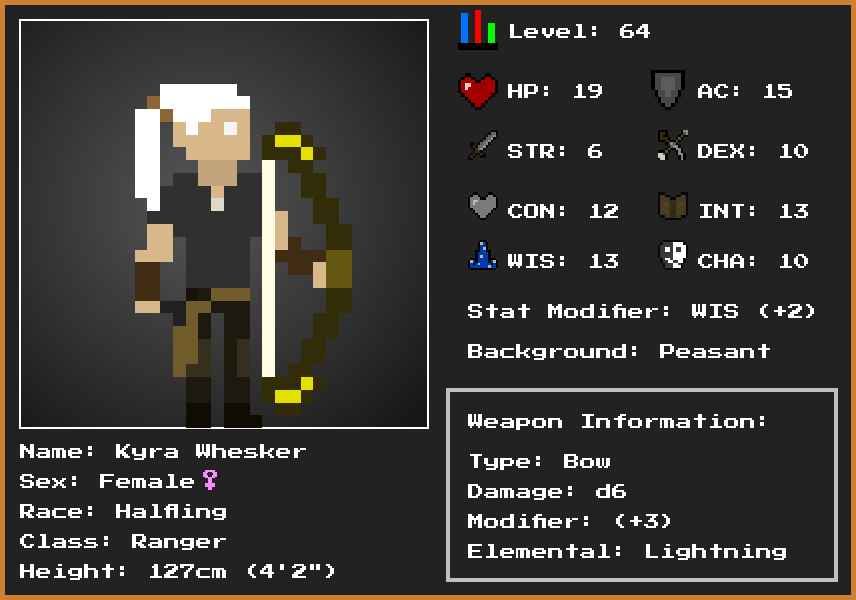 Level: 64
HP: 19 AC: 15
STR: 6 DEX: 10
CON: 12 INT: 13
WIS: 13 CHA: 10
Stat Modifier: WIS (+2)
Background: Peasant
Name: Kyra Whesker
Sex: Female♀
Race: Halfling
Class: Ranger
Height: 127cm (4'2")
Weapon Information:
Type: Bow
Damage: d6
Modifier: (+3)
Elemental: Lightning